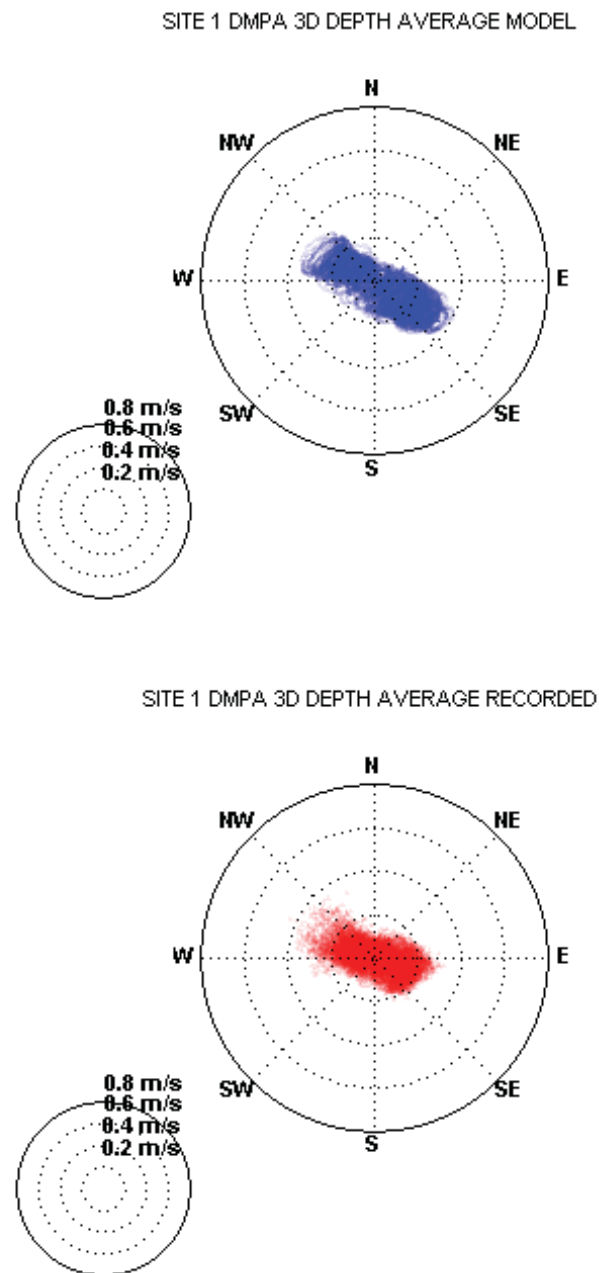 SITE 1 DMPA 3D DEPTH AVERAGE MODEL
N
NW
NE
W
E
SW
SE
S
0.8 m/s
0.6 m/s
0.4 m/s
0.2 m/s
SITE 1 DMPA 3D DEPTH AVERAGE RECORDED
N
NW
NE
W
E
SW
SE
S
0.8 m/s
0.6 m/s
0.4 m/s
0.2 m/s